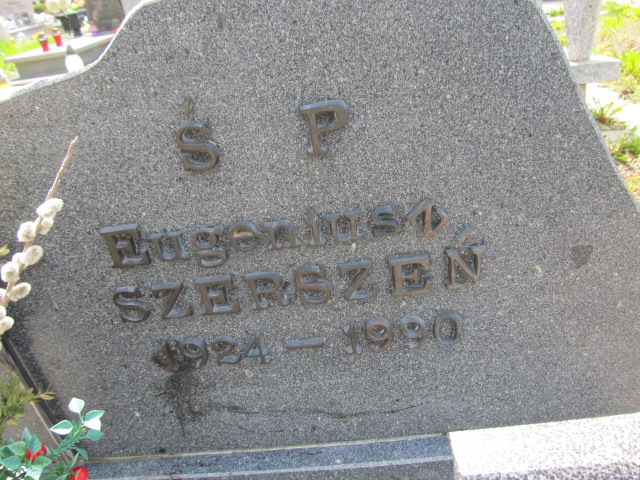 Ś P
Eugeniusz
SZERSZEŃ
1924 - 1990